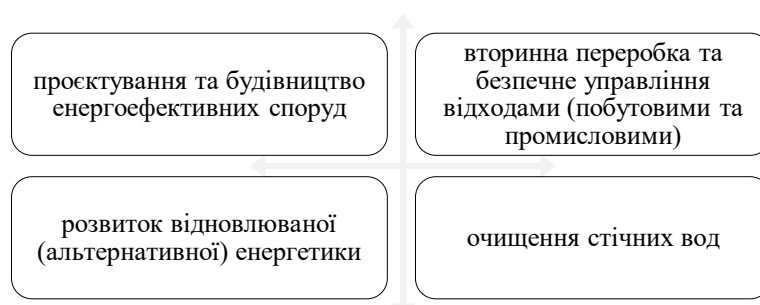 проєктування та будівництво
енергоефективних споруд
вторинна переробка та
безпечне управління
відходами (побутовими та
промисловими)
розвиток відновлюваної
(альтернативної) енергетики
очищення стічних вод